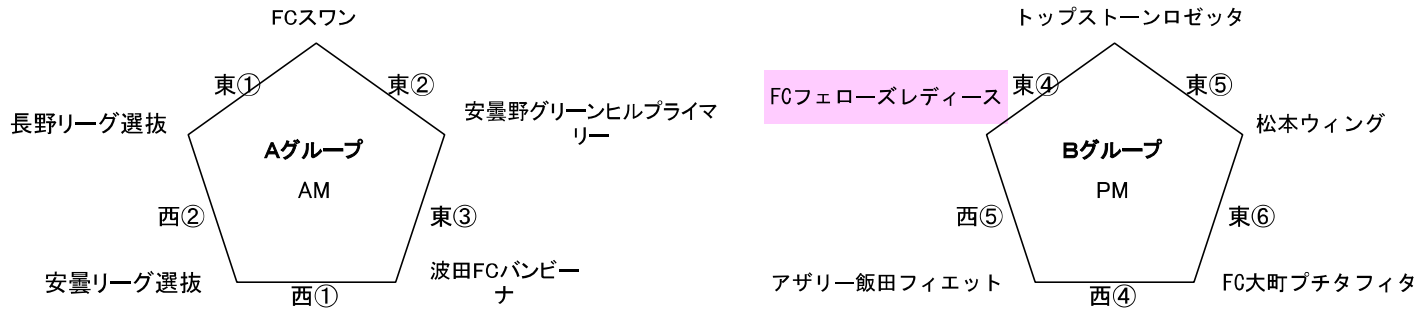 FCスワン
東①
東②
長野リーグ選抜
安曇野グリーンヒルプライマ
リー
Aグループ
AM
西②
東③
安曇リーグ選抜
西①
波田FCバンビー
ナ
トップストーンロゼッタ
東④
東⑤
FCフェローズレディース
松本ウィング
Bグループ
PM
西⑤
東⑥
アザリー飯田フィエット
西④
FC大町プチタフィタ